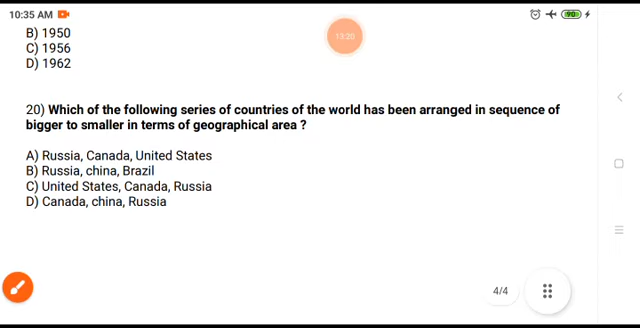 10:35 AM
90
B) 1950
13:20
C) 1956
D) 1962
20) Which of the following series of countries of the world has been arranged in sequence of
bigger to smaller in terms of geographical area ?
A) Russia, Canada, United States
B) Russia, china, Brazil
C) United States, Canada, Russia
D) Canada, china, Russia
4/4